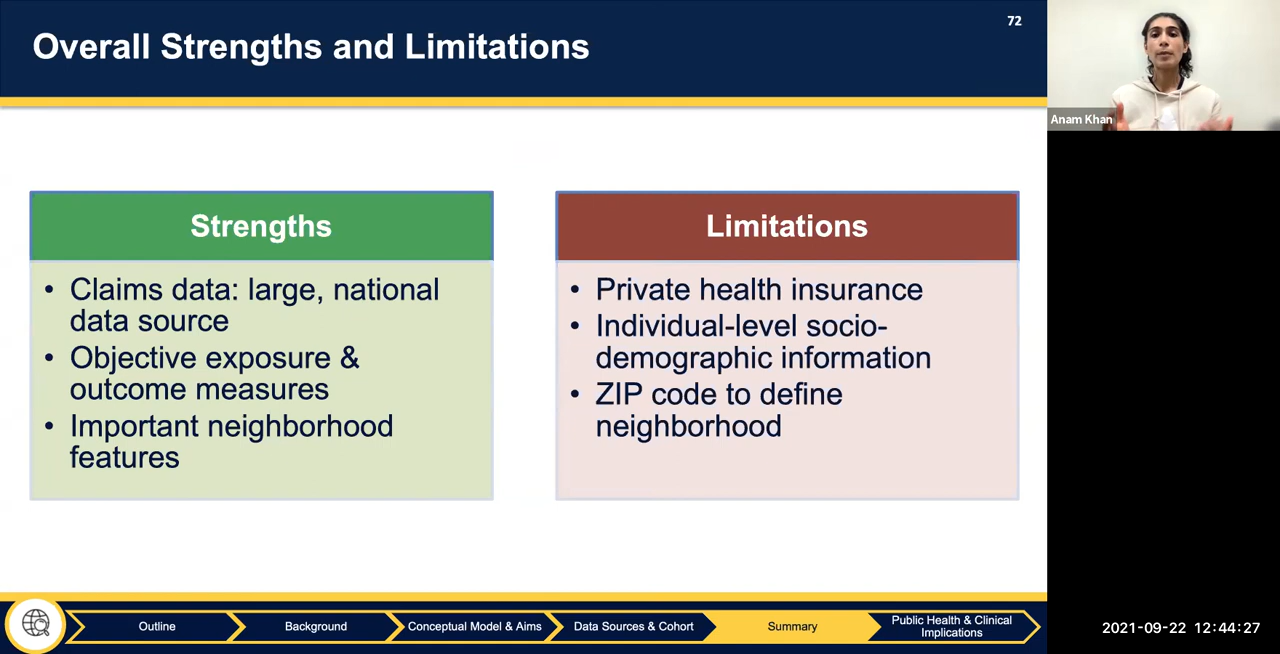 72
Overall Strengths and Limitations
Anam Khan
Strengths
• Claims data: large, national
data source
• Objective exposure &
outcome measures
• Important neighborhood
features
Limitations
• Private health insurance
• Individual-level socio-
demographic information
• ZIP code to define
neighborhood
Outline
Background
Conceptual Model & Aims
Data Sources & Cohort
Summary
Public Health & Clinical
Implications
2021-09-22 12:44:27